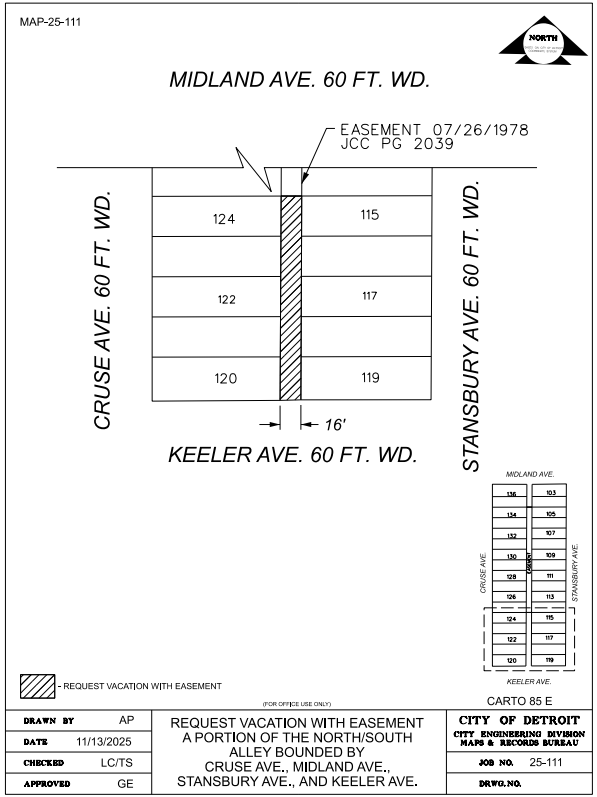 MAP-25-111
NORTH
MIDLAND AVE. 60 FT. WD.
EASEMENT 07/26/1978
JCC PG 2039
CRUSE AVE. 60 FT. WD.
124
115
122
117
120
119
STANSBURY AVE. 60 FT. WD.
16'
KEELER AVE. 60 FT. WD.
MIDLAND AVE.
136 103
134 105
132 107
130 109
128 111
126 113
124 115
122 117
120 119
EASEMENT
CRUSE AVE.
STANSBURY AVE.
KEELER AVE.
CARTO 85 E
- REQUEST VACATION WITH EASEMENT
(FOR OFFICE USE ONLY)
DRAWN BY AP
DATE 11/13/2025
CHECKED LC/TS
APPROVED GE
REQUEST VACATION WITH EASEMENT
A PORTION OF THE NORTH/SOUTH
ALLEY BOUNDED BY
CRUSE AVE., MIDLAND AVE.,
STANSBURY AVE., AND KEELER AVE.
CITY OF DETROIT
CITY ENGINEERING DIVISION
MAPS & RECORDS BUREAU
JOB NO. 25-111
DRWG. NO.